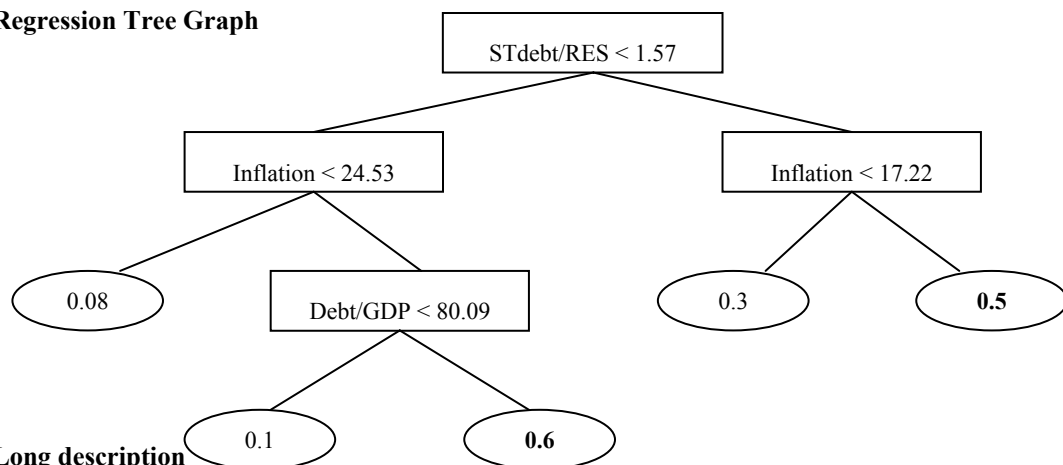 Regression Tree Graph
STdebt/RES < 1.57
Inflation < 24.53
Inflation < 17.22
0.08
Debt/GDP < 80.09
0.3
0.5
0.1
0.6
Long description